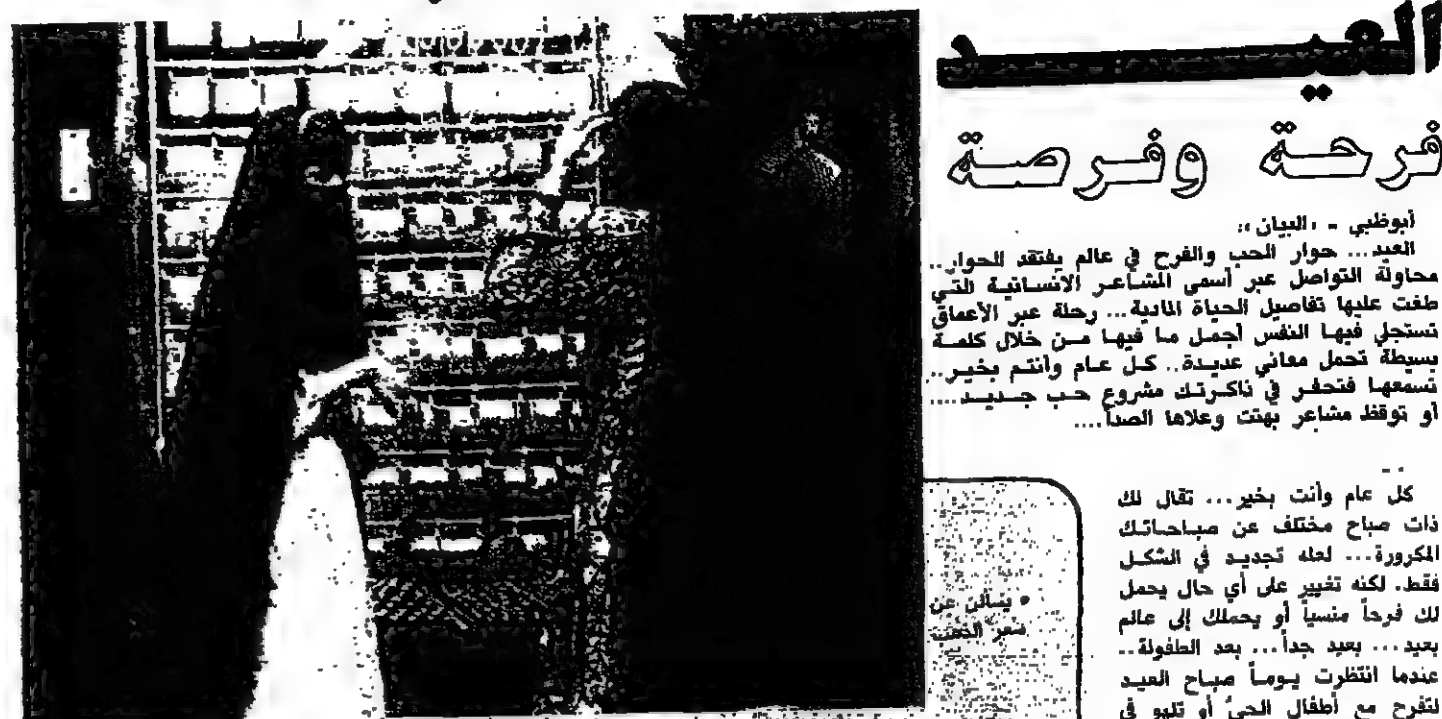 العيد
فرحة وفرصة
أبوظبي - «البيان»:
العيد... حوار الحب والفرح في عالم يفتقد الحوار..
محاولة التواصل عبر أسمى المشاعر الانسانية التي
طغت عليها تفاصيل الحياة المادية... رحلة عبر الأعماق
تستجلي فيها النفس أجمل ما فيها من خلال كلمة
بسيطة تحمل معاني عديدة.. كل عام وأنتم بخير..
تسمعها فتحفر في ذاكرتك مشروع حب جديد....
أو توقظ مشاعر بهتت وعلاها الصدأ....
كل عام وأنت بخير... تقال لك
ذات صباح مختلف عن صباحاتك
المكرورة... لعله تجديد في الشكل
فقط. لكنه تغيير على أي حال يحمل
لك فرحاً منسياً أو يحملك إلى عالم
بعيد... بعيد جداً... بعد الطفولة..
عندما انتظرت يوماً صباح العيد
لتفرح مع أطفال الحيّ أو تلهو في
• يسألن عن
سعر الذهب